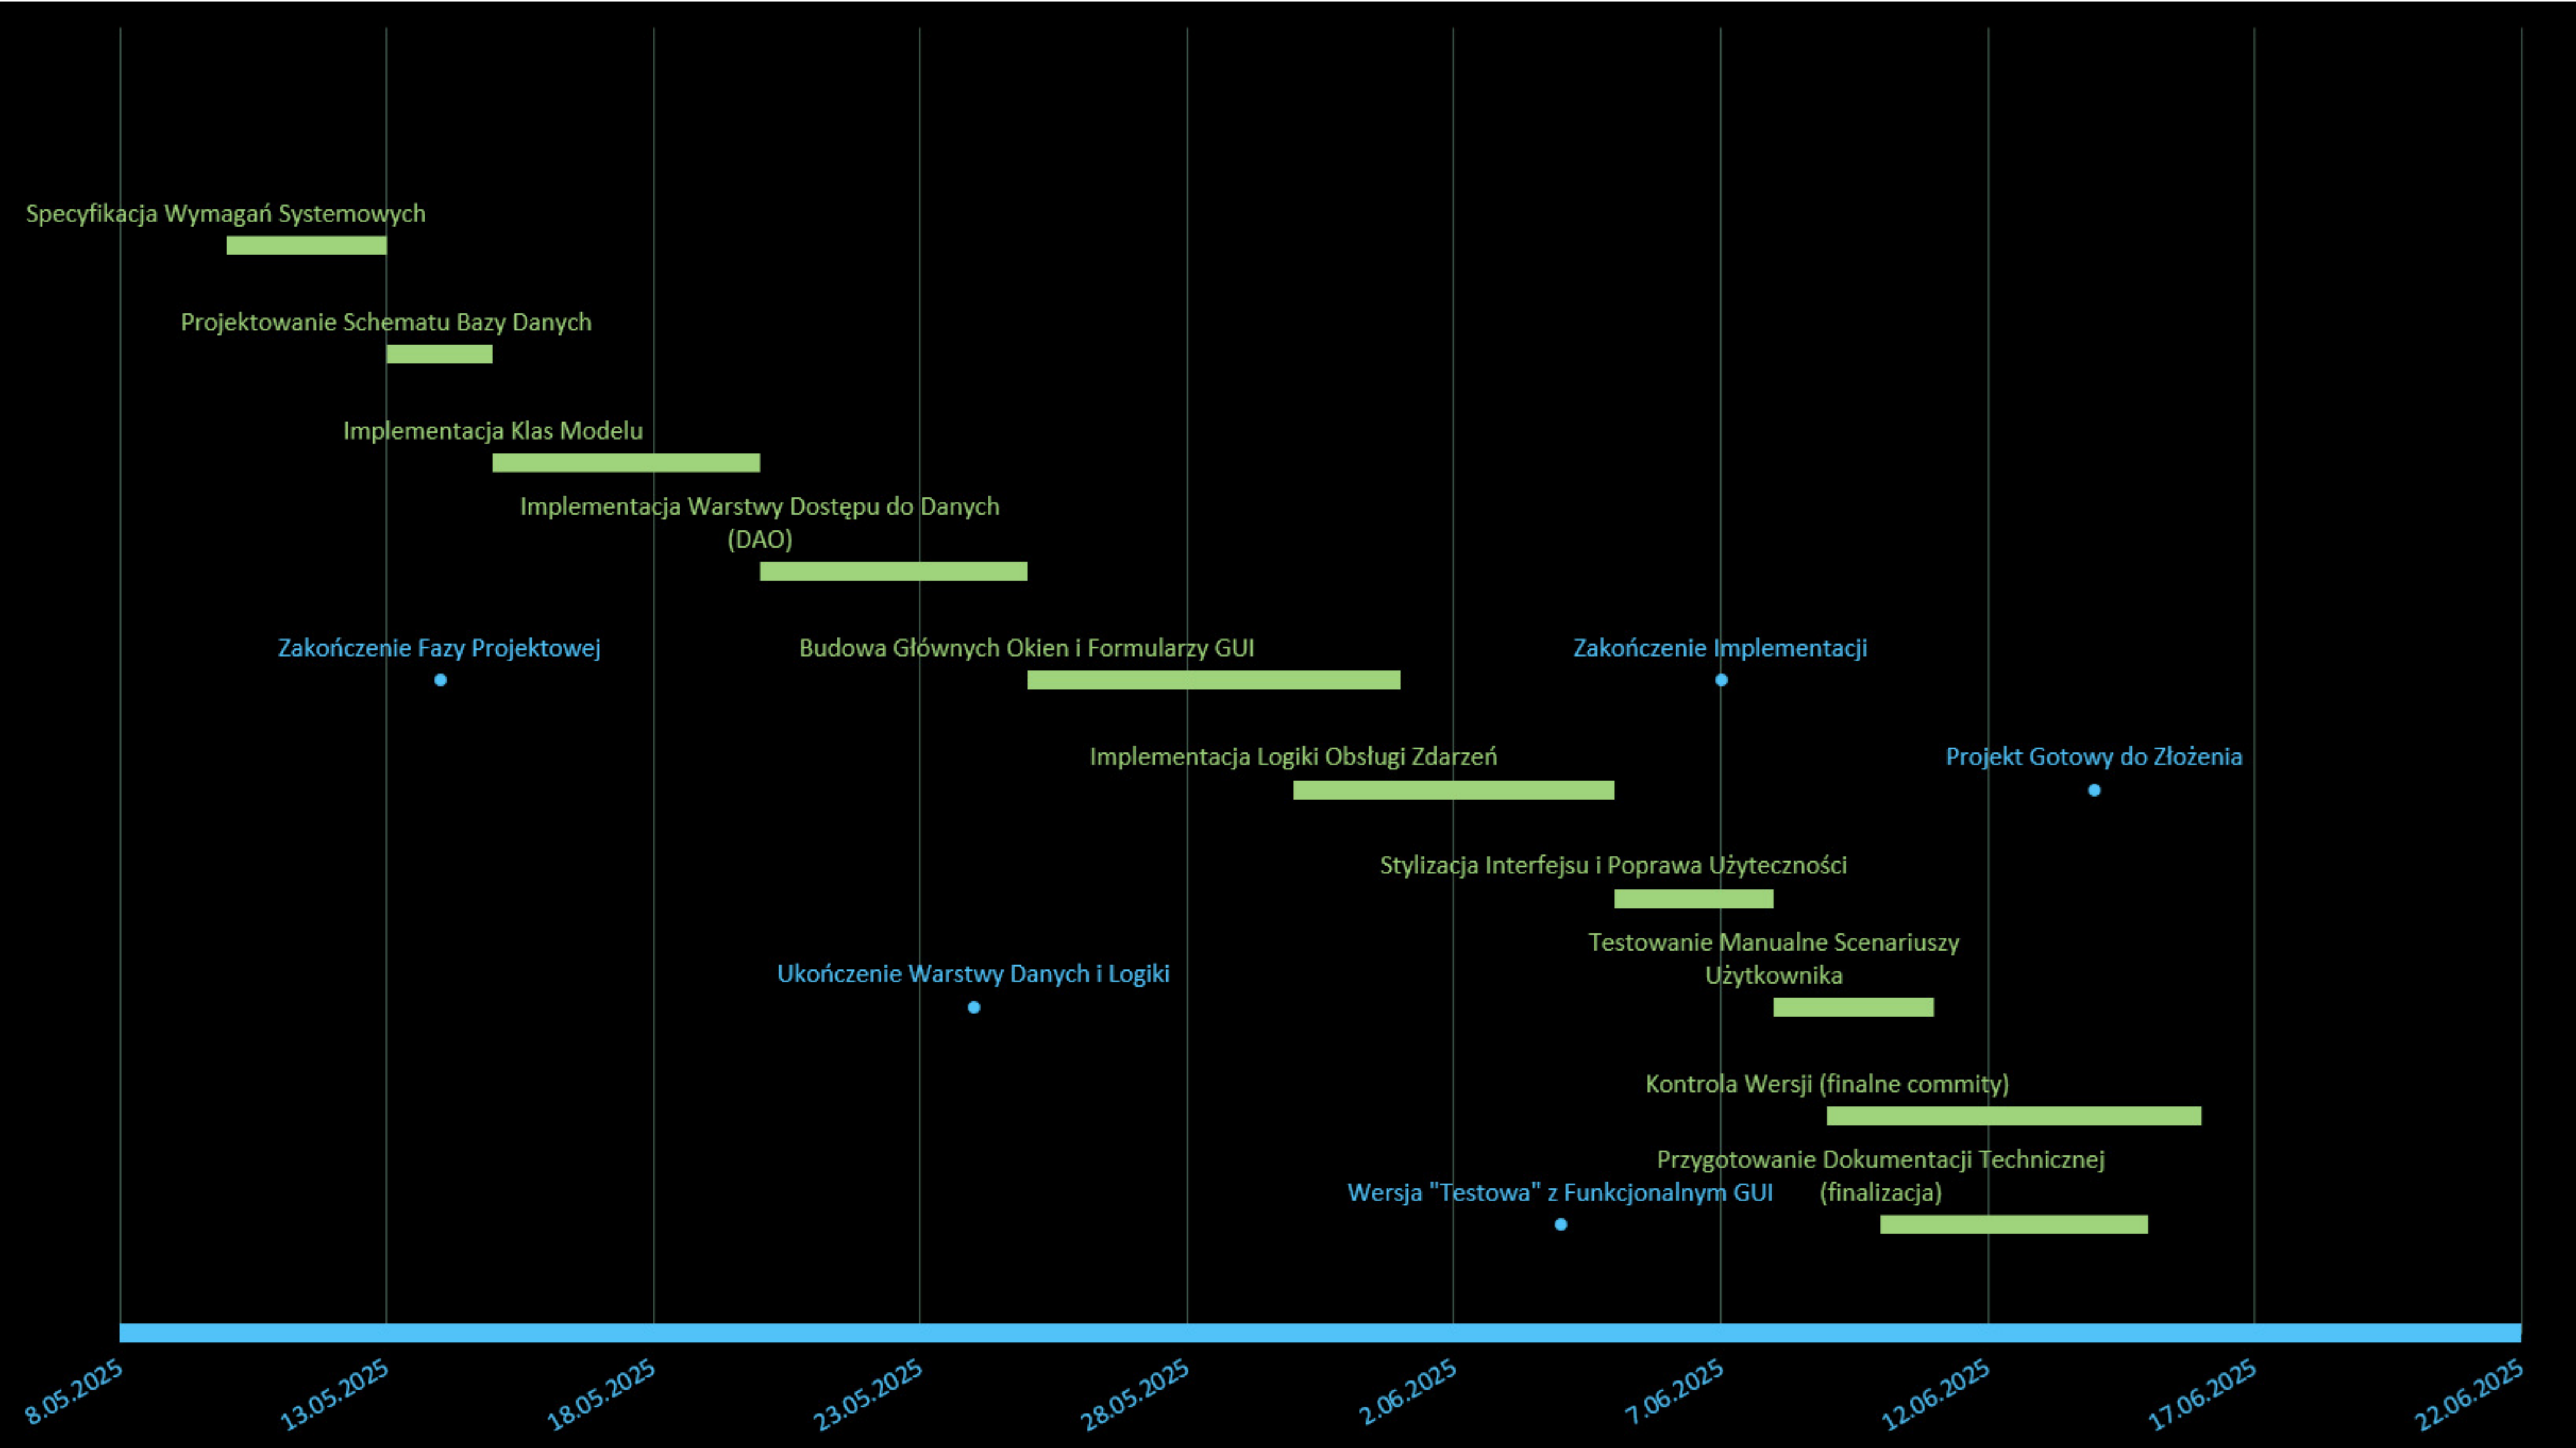 Specyfikacja Wymagań Systemowych
Projektowanie Schematu Bazy Danych
Implementacja Klas Modelu
Implementacja Warstwy Dostępu do Danych
(DAO)
Zakończenie Fazy Projektowej
Budowa Głównych Okien i Formularzy GUI
Zakończenie Implementacji
Implementacja Logiki Obsługi Zdarzeń
Projekt Gotowy do Złożenia
Stylizacja Interfejsu i Poprawa Użyteczności
Testowanie Manualne Scenariuszy
Użytkownika
Ukończenie Warstwy Danych i Logiki
Kontrola Wersji (finalne commity)
Przygotowanie Dokumentacji Technicznej
(finalizacja)
Wersja "Testowa" z Funkcjonalnym GUI
8.05.2025
13.05.2025
18.05.2025
23.05.2025
28.05.2025
2.06.2025
7.06.2025
12.06.2025
17.06.2025
22.06.2025